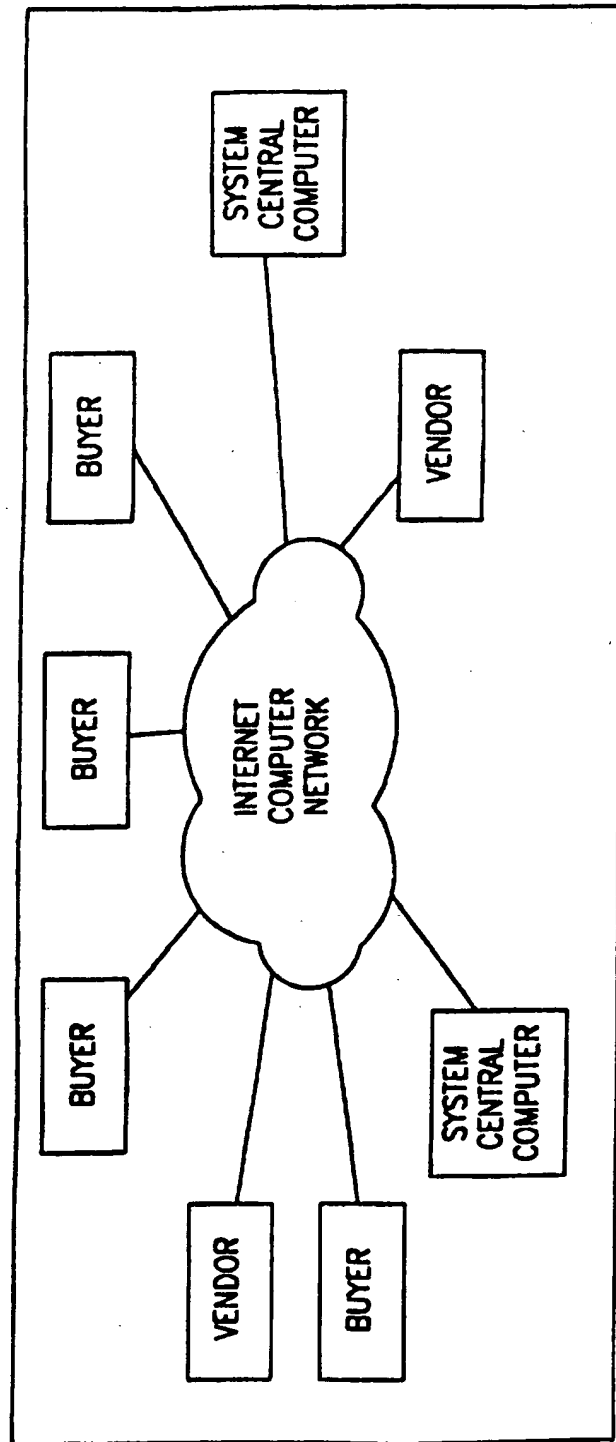 BUYER
BUYER
BUYER
VENDOR
SYSTEM
CENTRAL
COMPUTER
INTERNET
COMPUTER
NETWORK
BUYER
SYSTEM
CENTRAL
COMPUTER
VENDOR